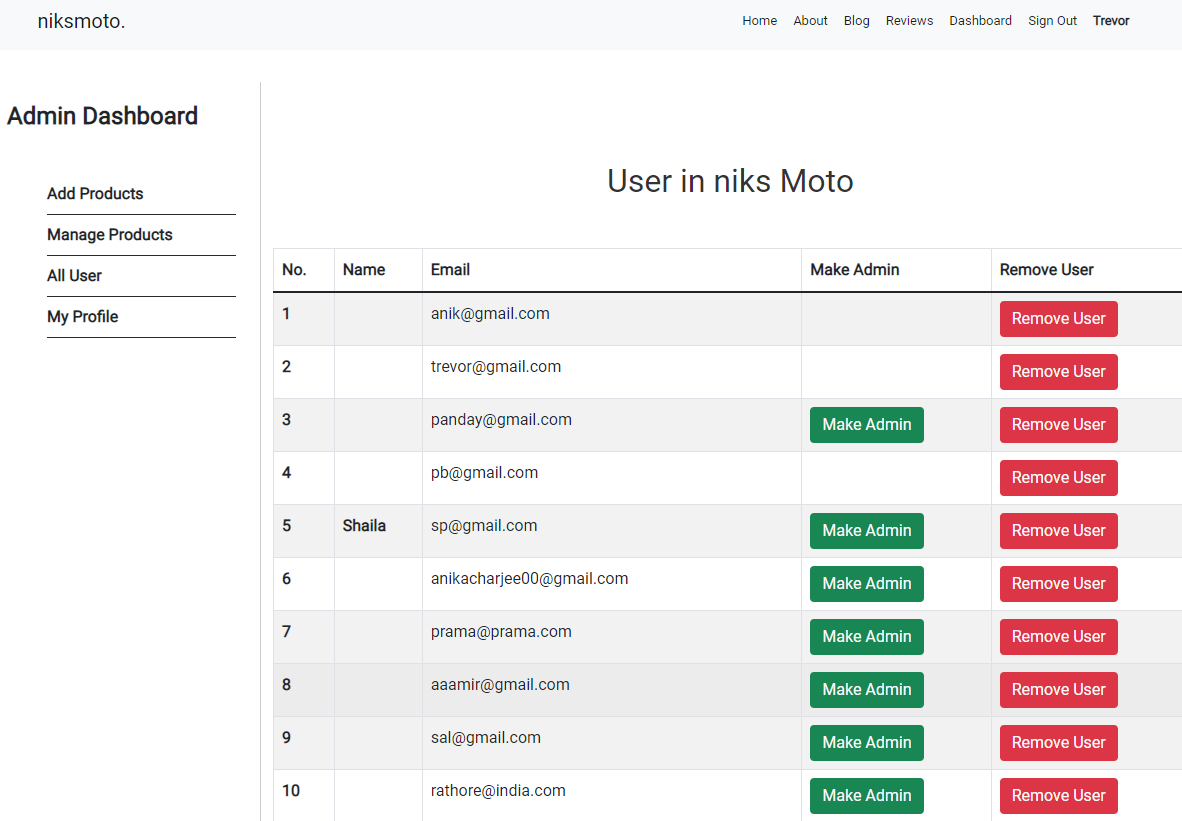 niksmoto.
Home About Blog Reviews Dashboard Sign Out Trevor
Admin Dashboard
Add Products
Manage Products
All User
My Profile
User in niks Moto
No. Name Email Make Admin Remove User
1 anik@gmail.com Remove User
2 trevor@gmail.com Remove User
3 panday@gmail.com Make Admin Remove User
4 pb@gmail.com Remove User
5 Shaila sp@gmail.com Make Admin Remove User
6 anikacharjee00@gmail.com Make Admin Remove User
7 prama@prama.com Make Admin Remove User
8 aaamir@gmail.com Make Admin Remove User
9 sal@gmail.com Make Admin Remove User
10 rathore@india.com Make Admin Remove User